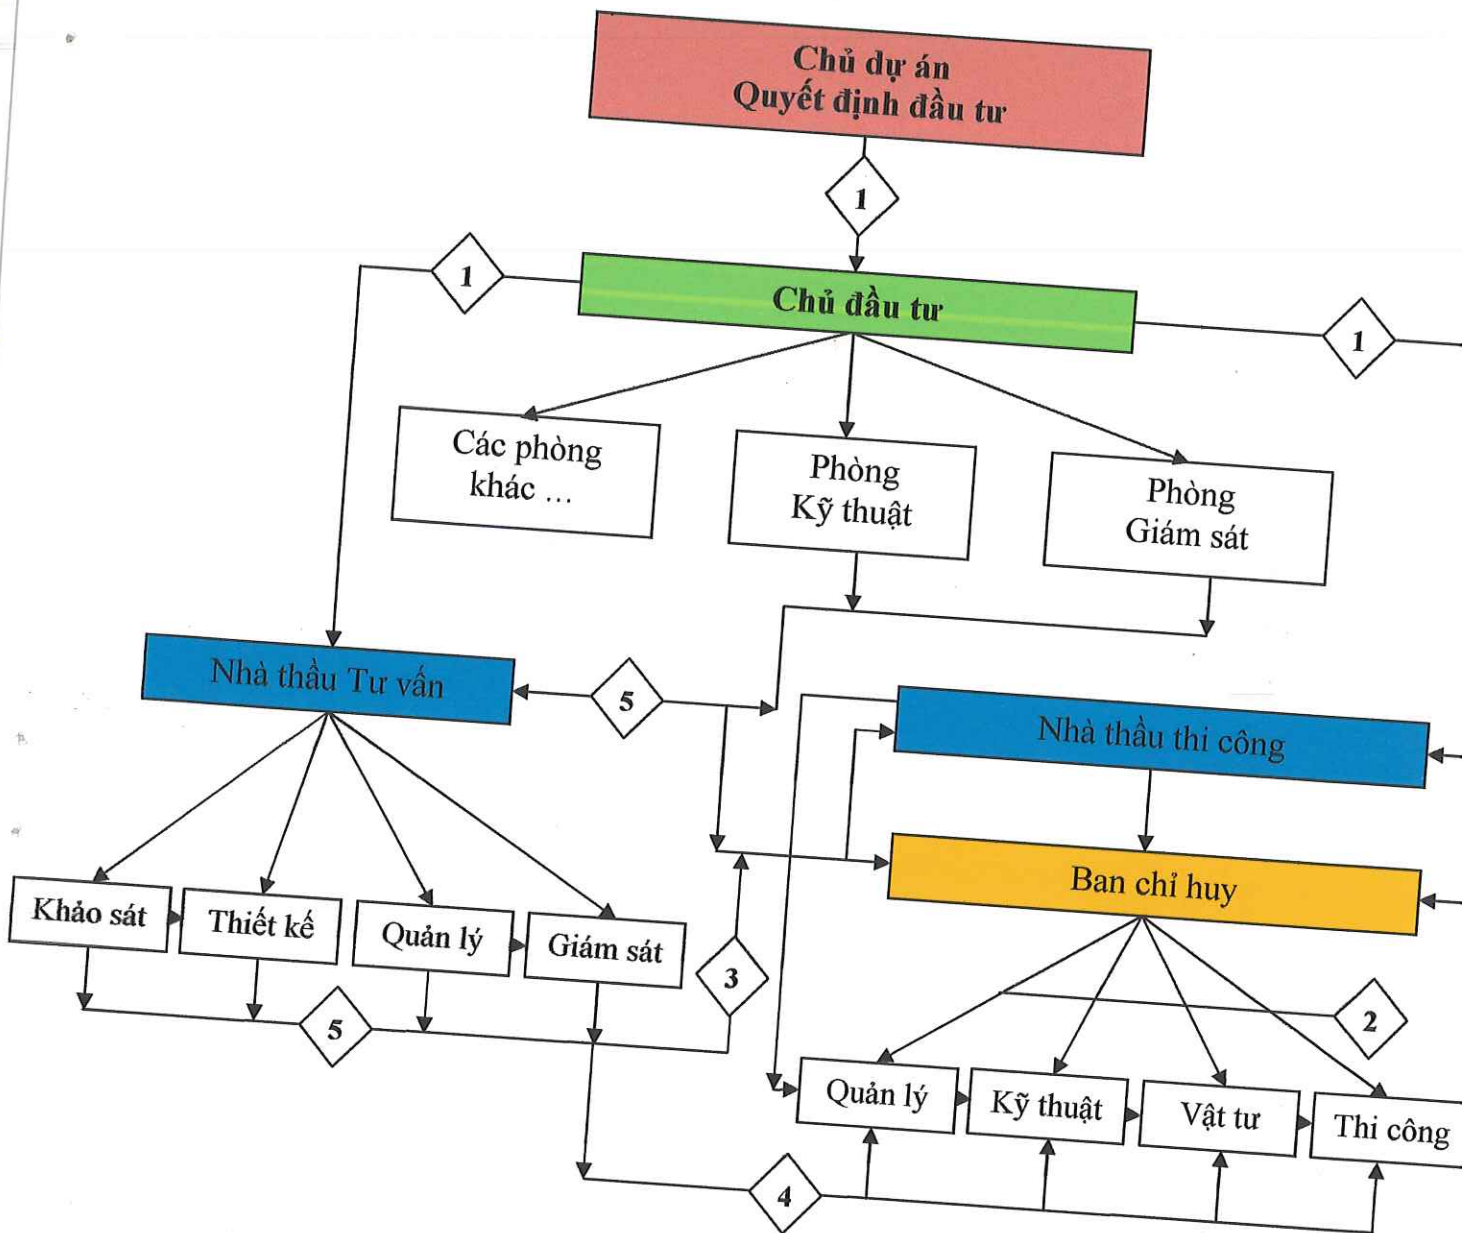 Chủ dự án
Quyết định đầu tư
1
1
Chủ đầu tư
1
Các phòng
khác ...
Phòng
Kỹ thuật
Phòng
Giám sát
Nhà thầu Tư vấn
5
Nhà thầu thi công
Ban chỉ huy
Khảo sát
Thiết kế
Quản lý
Giám sát
3
5
2
Quản lý
Kỹ thuật
Vật tư
Thi công
4